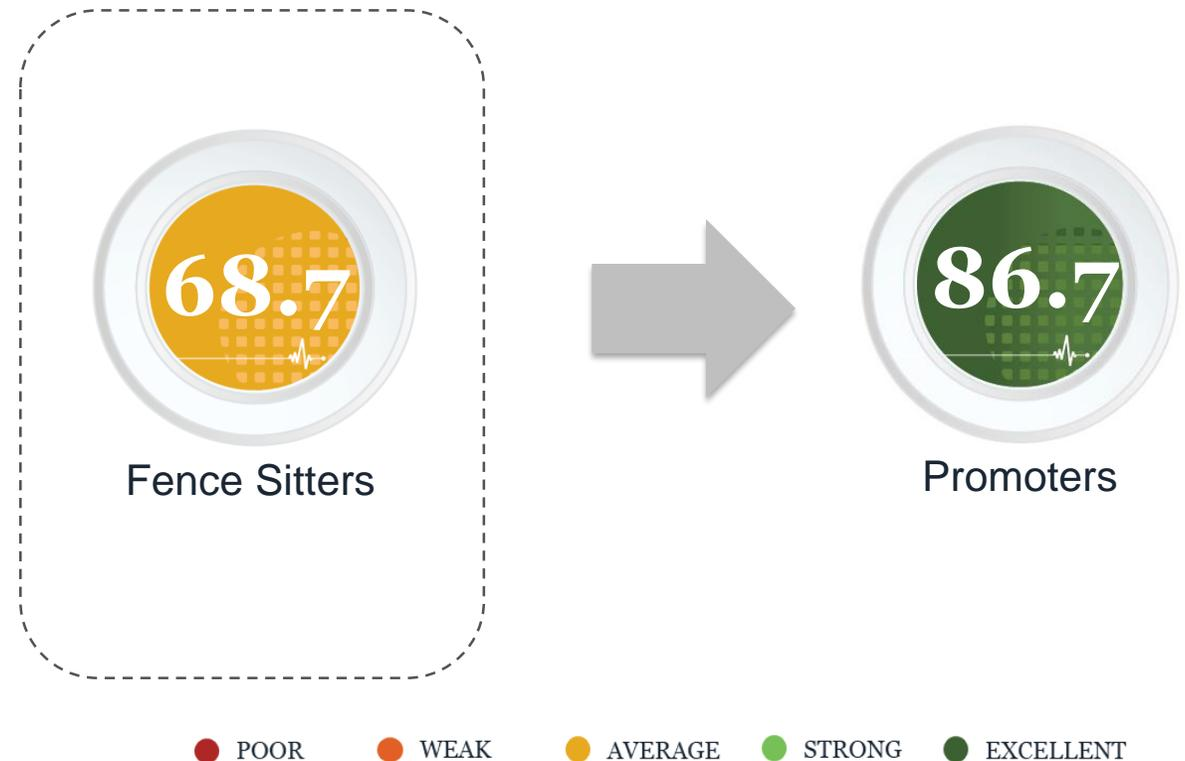 68.7
86.7
Fence Sitters
Promoters
POOR WEAK AVERAGE STRONG EXCELLENT